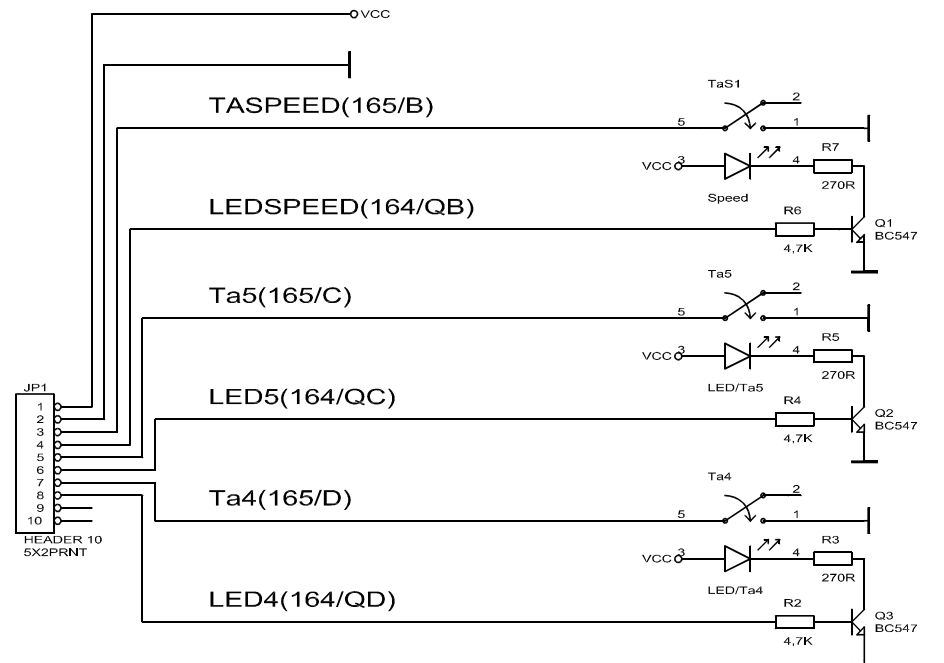 VCC
TaS1
TASPEED(165/B)
2
5
1
R7
VCC
3
4
270R
Speed
LEDSPEED(164/QB)
R6
Q1
BC547
4,7K
Ta5
Ta5(165/C)
2
5
1
R5
VCC
3
4
270R
LED/Ta5
JP1
LED5(164/QC)
R4
1
2
3
4
5
6
7
8
9
10
Q2
BC547
4,7K
Ta4
Ta4(165/D)
2
5
1
HEADER 10
5X2PRNT
R3
VCC
3
4
270R
LED/Ta4
LED4(164/QD)
R2
Q3
BC547
4,7K